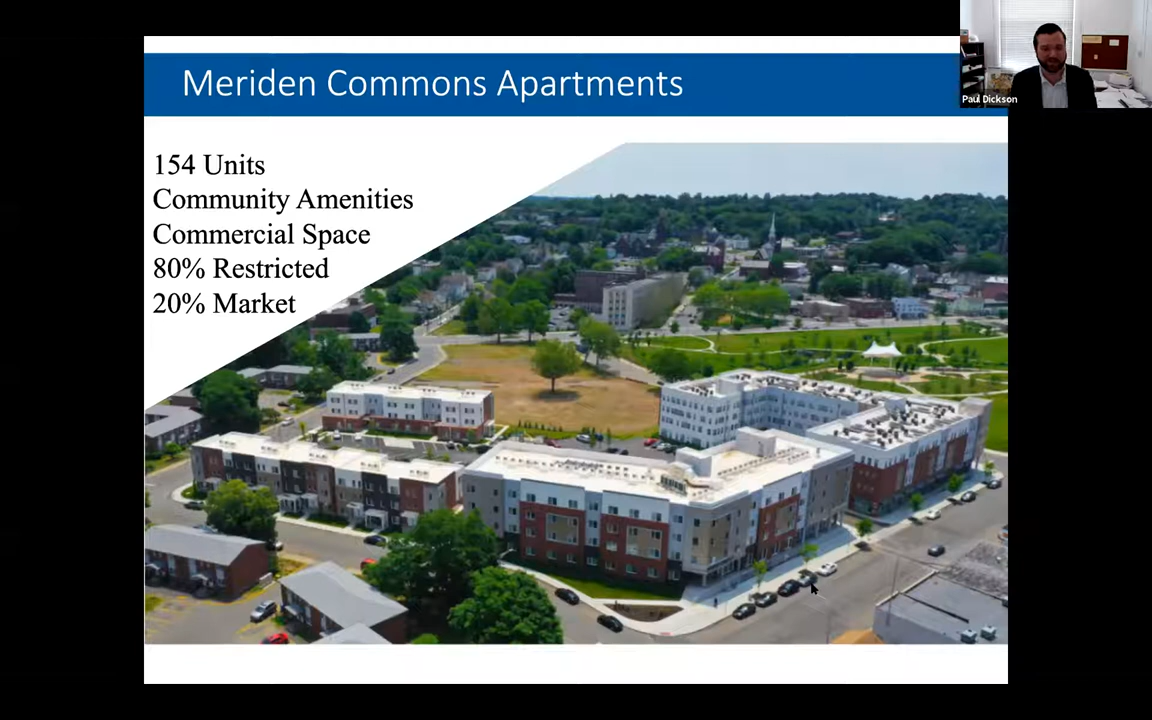 Meriden Commons Apartments
Paul Dickson
154 Units
Community Amenities
Commercial Space
80% Restricted
20% Market